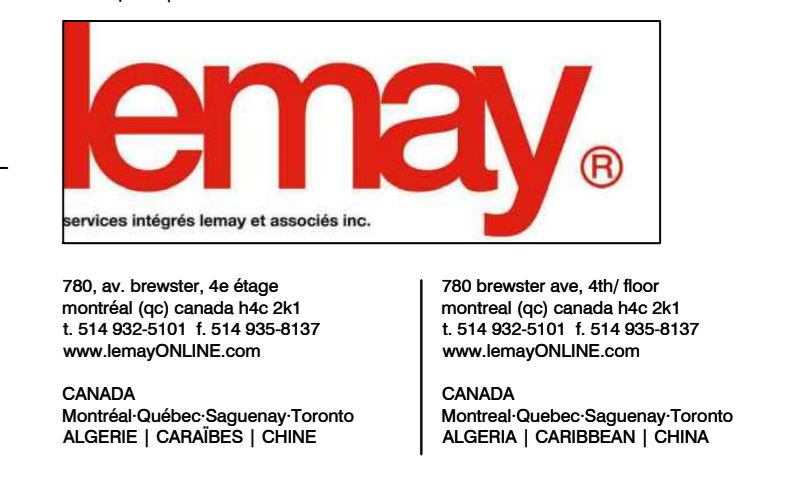 lemay®
services intégrés lemay et associés inc.
780, av. brewster, 4e étage
montréal (qc) canada h4c 2k1
t. 514 932-5101 f. 514 935-8137
www.lemayONLINE.com
CANADA
Montréal·Québec·Saguenay·Toronto
ALGERIE | CARAÏBES | CHINE
780 brewster ave, 4th/ floor
montreal (qc) canada h4c 2k1
t. 514 932-5101 f. 514 935-8137
www.lemayONLINE.com
CANADA
Montreal·Quebec·Saguenay·Toronto
ALGERIA | CARIBBEAN | CHINA